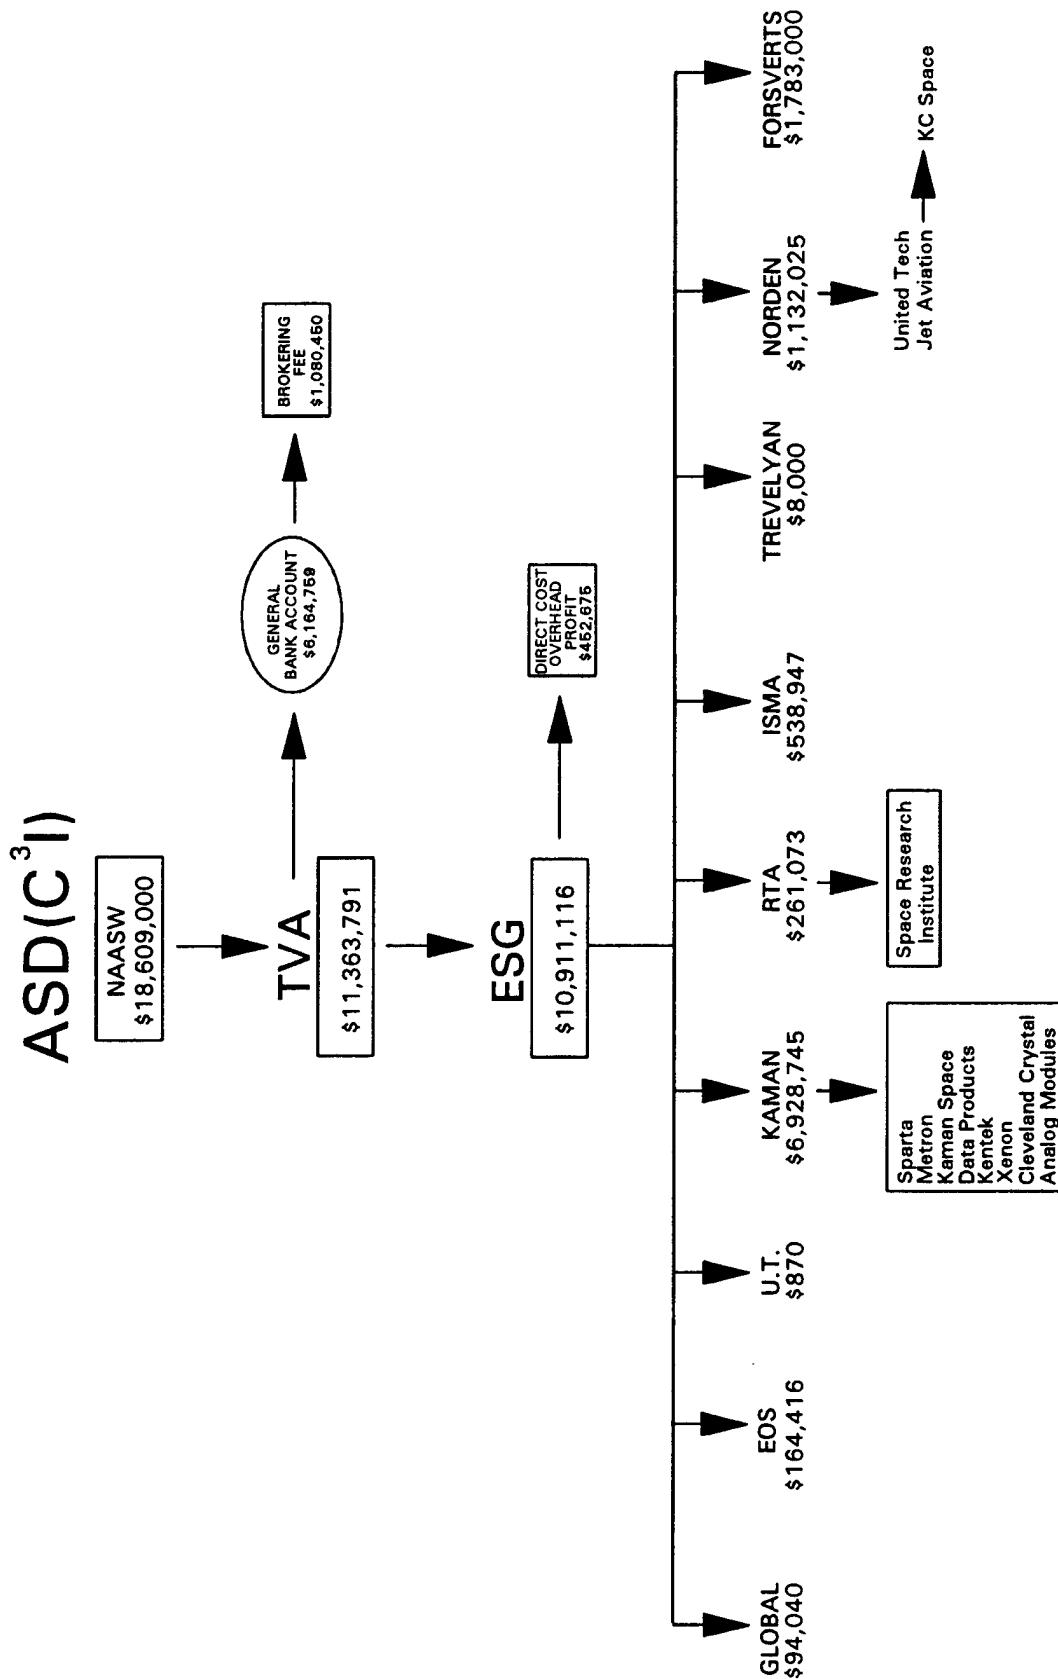 ASD(C³I)
NAASW
$18,609,000
TVA
$11,363,791
GENERAL
BANK ACCOUNT
$6,164,759
BROKERING
FEE
$1,080,450
ESG
$10,911,116
DIRECT COST
OVERHEAD
PROFIT
$452,675
GLOBAL
$94,040
EOS
$164,416
U.T.
$870
KAMAN
$6,928,745
RTA
$261,073
ISMA
$538,947
TREVELYAN
$8,000
NORDEN
$1,132,025
FORSVERTS
$1,783,000
Sparta
Metron
Kaman Space
Data Products
Kentek
Xenon
Cleveland Crystal
Analog Modules
Space Research
Institute
United Tech
Jet Aviation
KC Space